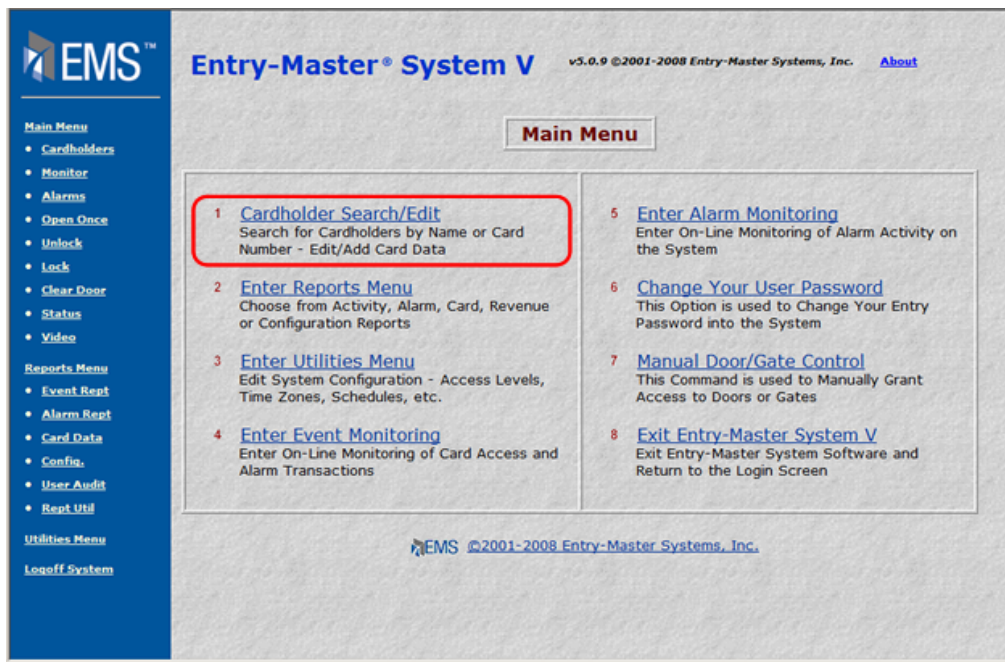 EMS™
Entry-Master® System V
v5.0.9 ©2001-2008 Entry-Master Systems, Inc.
About
Main Menu
Main Menu
• Cardholders
• Monitor
• Alarms
• Open Once
• Unlock
• Lock
• Clear Door
• Status
• Video
Reports Menu
• Event Rept
• Alarm Rept
• Card Data
• Config.
• User Audit
• Rept Util
Utilities Menu
Logoff System
1 Cardholder Search/Edit
Search for Cardholders by Name or Card
Number - Edit/Add Card Data
2 Enter Reports Menu
Choose from Activity, Alarm, Card, Revenue
or Configuration Reports
3 Enter Utilities Menu
Edit System Configuration - Access Levels,
Time Zones, Schedules, etc.
4 Enter Event Monitoring
Enter On-Line Monitoring of Card Access and
Alarm Transactions
5 Enter Alarm Monitoring
Enter On-Line Monitoring of Alarm Activity on
the System
6 Change Your User Password
This Option is used to Change Your Entry
Password into the System
7 Manual Door/Gate Control
This Command is used to Manually Grant
Access to Doors or Gates
8 Exit Entry-Master System V
Exit Entry-Master System Software and
Return to the Login Screen
EMS ©2001-2008 Entry-Master Systems, Inc.